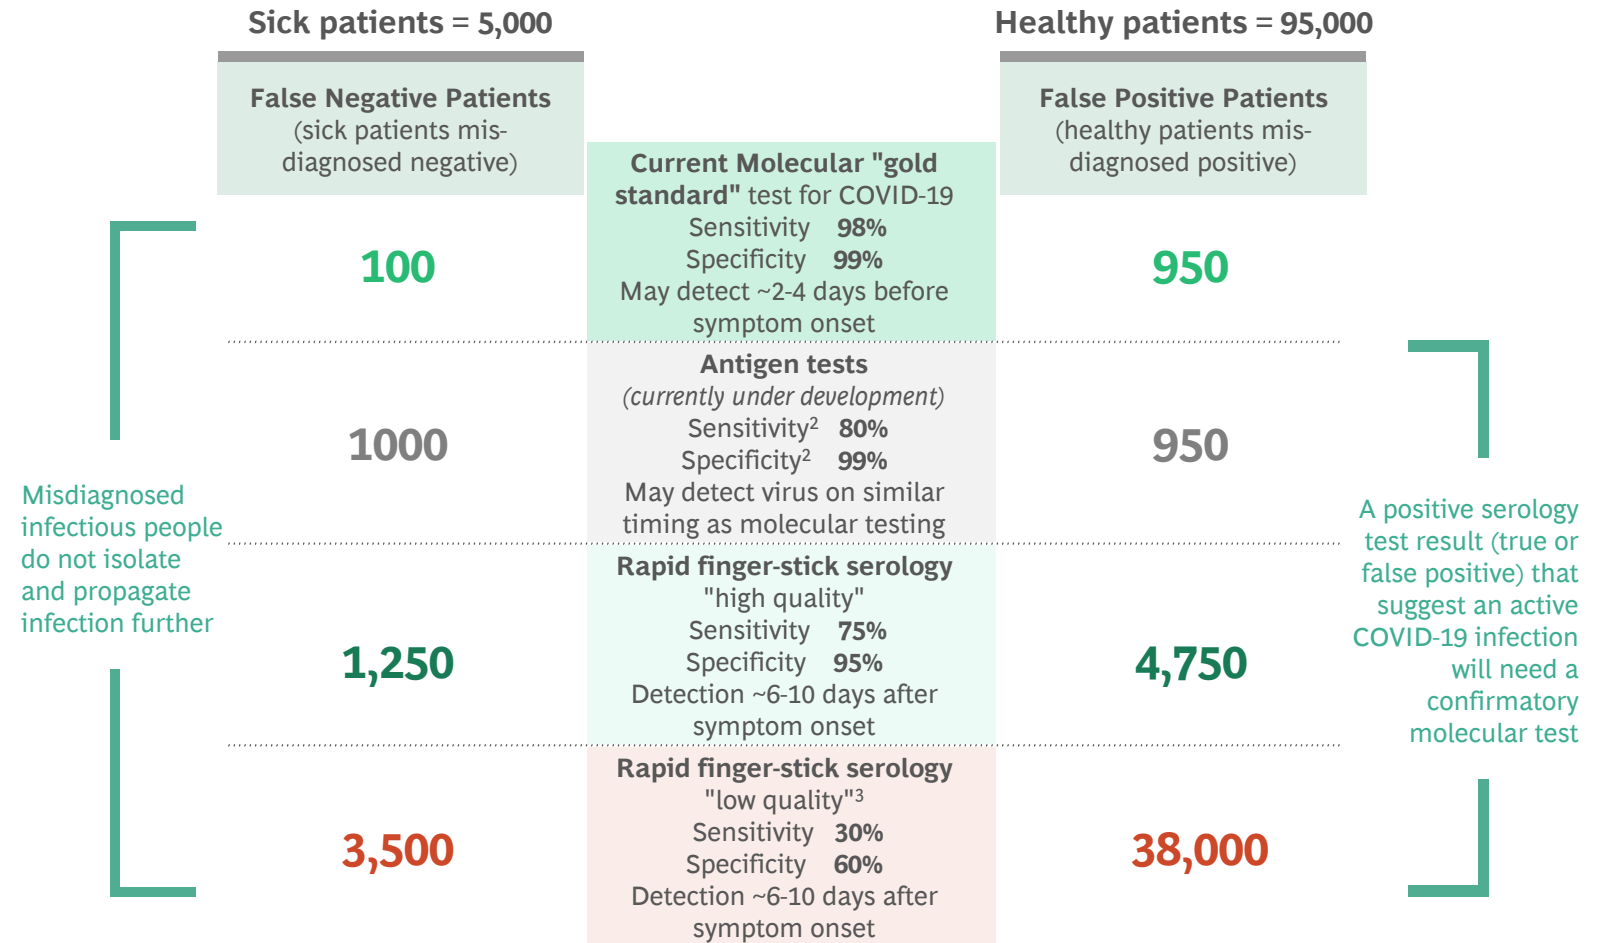 Sick patients = 5,000
Healthy patients = 95,000
False Negative Patients
(sick patients mis-
diagnosed negative)
False Positive Patients
(healthy patients mis-
diagnosed positive)
Current Molecular "gold
standard" test for COVID-19
Sensitivity 98%
Specificity 99%
May detect ~2-4 days before
symptom onset
100
950
Antigen tests
(currently under development)
Sensitivity² 80%
Specificity² 99%
May detect virus on similar
timing as molecular testing
1000
950
Rapid finger-stick serology
"high quality"
Sensitivity 75%
Specificity 95%
Detection ~6-10 days after
symptom onset
1,250
4,750
Rapid finger-stick serology
"low quality"³
Sensitivity 30%
Specificity 60%
Detection ~6-10 days after
symptom onset
3,500
38,000
Misdiagnosed
infectious people
do not isolate
and propagate
infection further
A positive serology
test result (true or
false positive) that
suggest an active
COVID-19 infection
will need a
confirmatory
molecular test